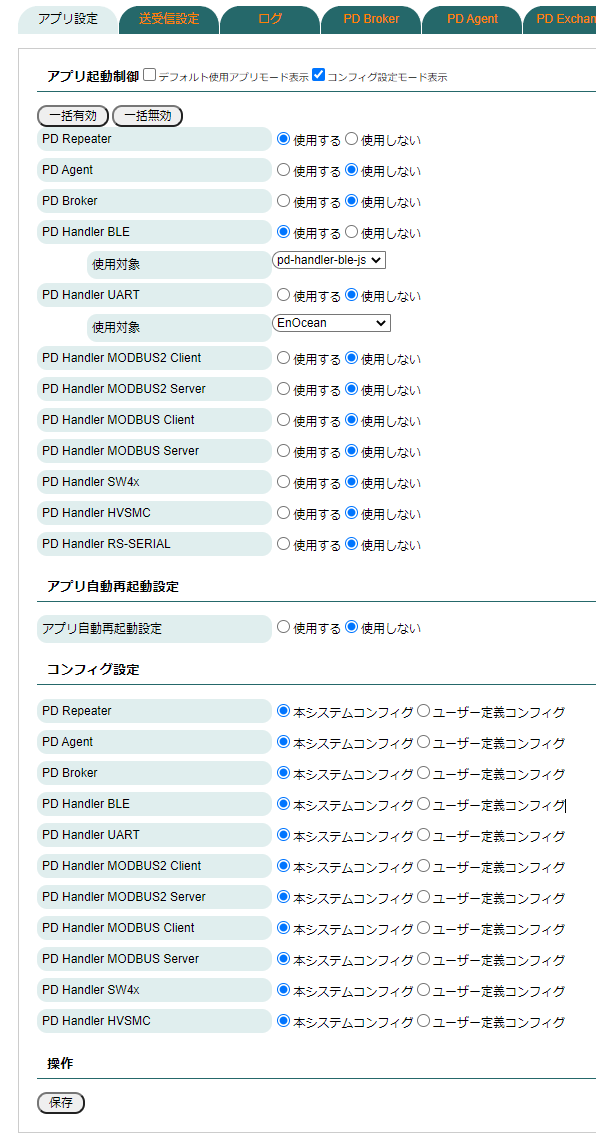 アプリ設定 送受信設定 ログ PD Broker PD Agent PD Exchan
アプリ起動制御 デフォルト使用アプリモード表示 コンフィグ設定モード表示
一括有効 一括無効
PD Repeater 使用する 使用しない
PD Agent 使用する 使用しない
PD Broker 使用する 使用しない
PD Handler BLE 使用する 使用しない
使用対象 pd-handler-ble-js
PD Handler UART 使用する 使用しない
使用対象 EnOcean
PD Handler MODBUS2 Client 使用する 使用しない
PD Handler MODBUS2 Server 使用する 使用しない
PD Handler MODBUS Client 使用する 使用しない
PD Handler MODBUS Server 使用する 使用しない
PD Handler SW4x 使用する 使用しない
PD Handler HVSMC 使用する 使用しない
PD Handler RS-SERIAL 使用する 使用しない
アプリ自動再起動設定
アプリ自動再起動設定 使用する 使用しない
コンフィグ設定
PD Repeater 本システムコンフィグ ユーザー定義コンフィグ
PD Agent 本システムコンフィグ ユーザー定義コンフィグ
PD Broker 本システムコンフィグ ユーザー定義コンフィグ
PD Handler BLE 本システムコンフィグ ユーザー定義コンフィグ
PD Handler UART 本システムコンフィグ ユーザー定義コンフィグ
PD Handler MODBUS2 Client 本システムコンフィグ ユーザー定義コンフィグ
PD Handler MODBUS2 Server 本システムコンフィグ ユーザー定義コンフィグ
PD Handler MODBUS Client 本システムコンフィグ ユーザー定義コンフィグ
PD Handler MODBUS Server 本システムコンフィグ ユーザー定義コンフィグ
PD Handler SW4x 本システムコンフィグ ユーザー定義コンフィグ
PD Handler HVSMC 本システムコンフィグ ユーザー定義コンフィグ
操作
保存